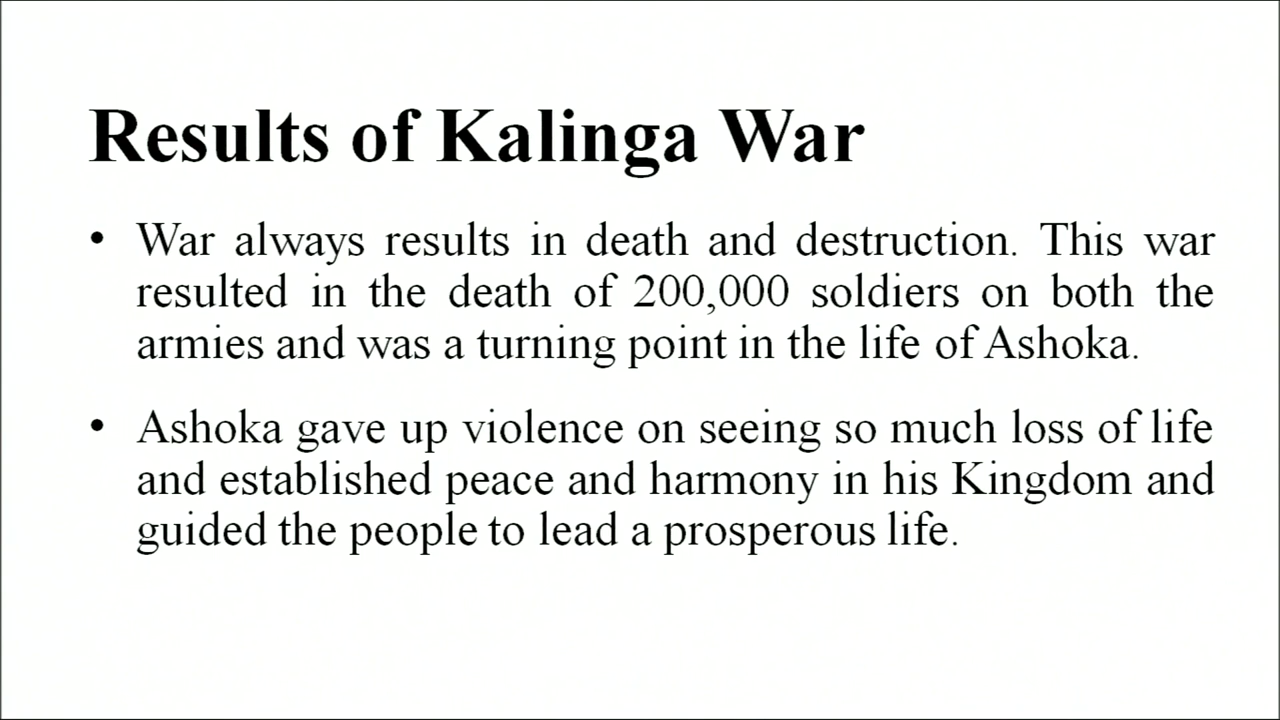 Results of Kalinga War
• War always results in death and destruction. This war
resulted in the death of 200,000 soldiers on both the
armies and was a turning point in the life of Ashoka.
• Ashoka gave up violence on seeing so much loss of life
and established peace and harmony in his Kingdom and
guided the people to lead a prosperous life.